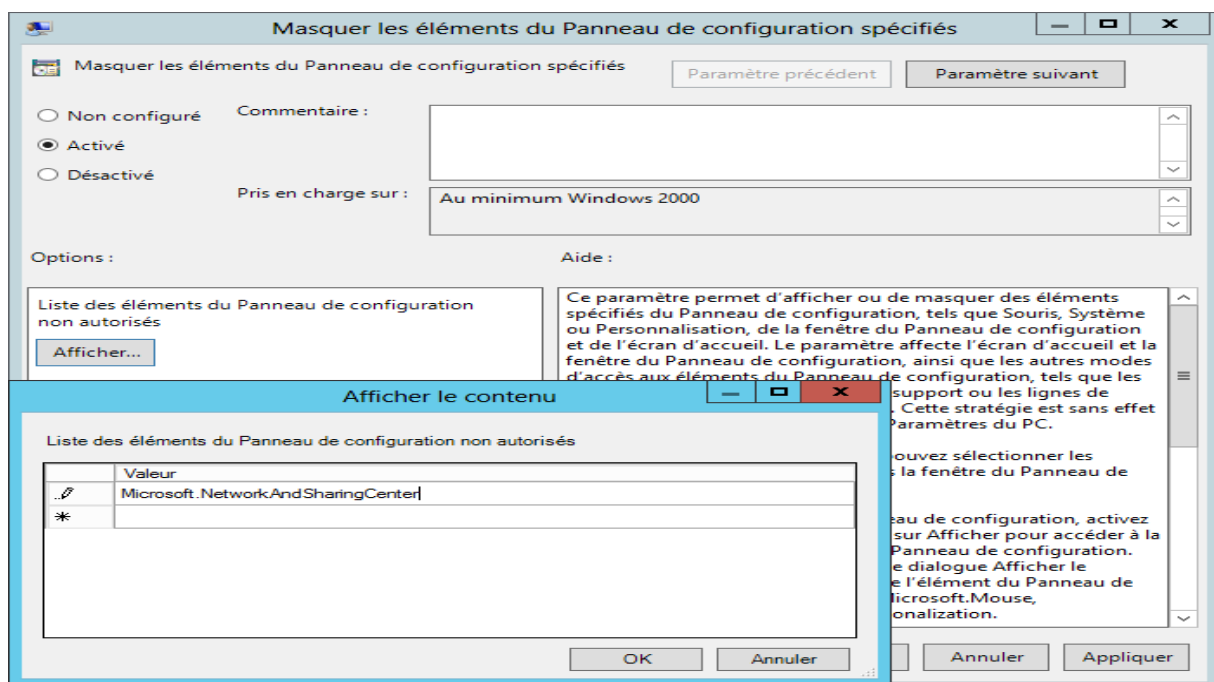 Masquer les éléments du Panneau de configuration spécifiés
Masquer les éléments du Panneau de configuration spécifiés
Paramètre précédent
Paramètre suivant
Non configuré
Activé
Désactivé
Commentaire :
Pris en charge sur :
Au minimum Windows 2000
Options :
Aide :
Liste des éléments du Panneau de configuration
non autorisés
Afficher...
Ce paramètre permet d'afficher ou de masquer des éléments
spécifiés du Panneau de configuration, tels que Souris, Système
ou Personnalisation, de la fenêtre du Panneau de configuration
et de l'écran d'accueil. Le paramètre affecte l'écran d'accueil et la
fenêtre du Panneau de configuration, ainsi que les autres modes
d'accès aux éléments du Panneau de configuration, tels que les
support ou les lignes de
. Cette stratégie est sans effet
Paramètres du PC.
ouvez sélectionner les
la fenêtre du Panneau de
eau de configuration, activez
sur Afficher pour accéder à la
Panneau de configuration.
e dialogue Afficher le
e l'élément du Panneau de
licrosoft.Mouse,
onalization.
Afficher le contenu
Liste des éléments du Panneau de configuration non autorisés
Valeur
Microsoft.NetworkAndSharingCenter
OK
Annuler
Annuler
Appliquer